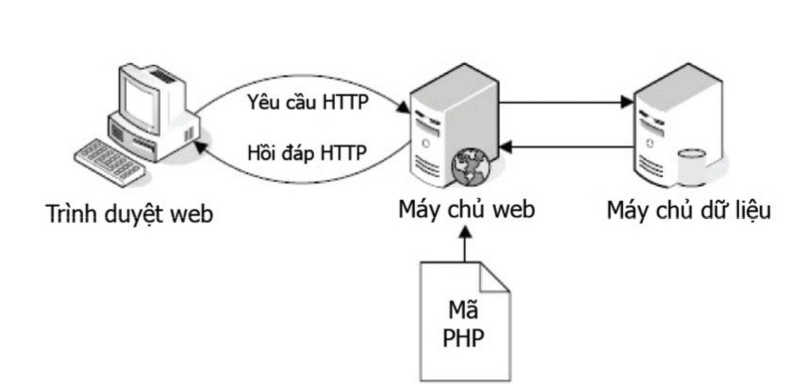 Yêu cầu HTTP
Hồi đáp HTTP
Trình duyệt web
Máy chủ web
Máy chủ dữ liệu
Mã
PHP